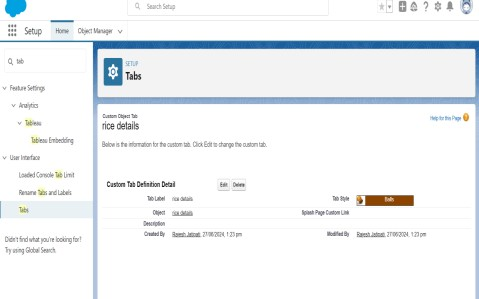 Search Setup
Setup
Home
Object Manager
tab
SETUP
Tabs
Feature Settings
Analytics
Tableau
Tableau Embedding
User Interface
Loaded Console Tab Limit
Rename Tabs and Labels
Tabs
Didn't find what you're looking for?
Try using Global Search.
Custom Object Tab
rice details
Help for this Page
Below is the information for the custom tab. Click Edit to change the custom tab.
Custom Tab Definition Detail
Edit
Delete
Tab Label rice details
Tab Style Balls
Object rice details
Splash Page Custom Link
Description
Created By 27/06/2024, 1:23 pm
Modified By 27/06/2024, 1:23 pm